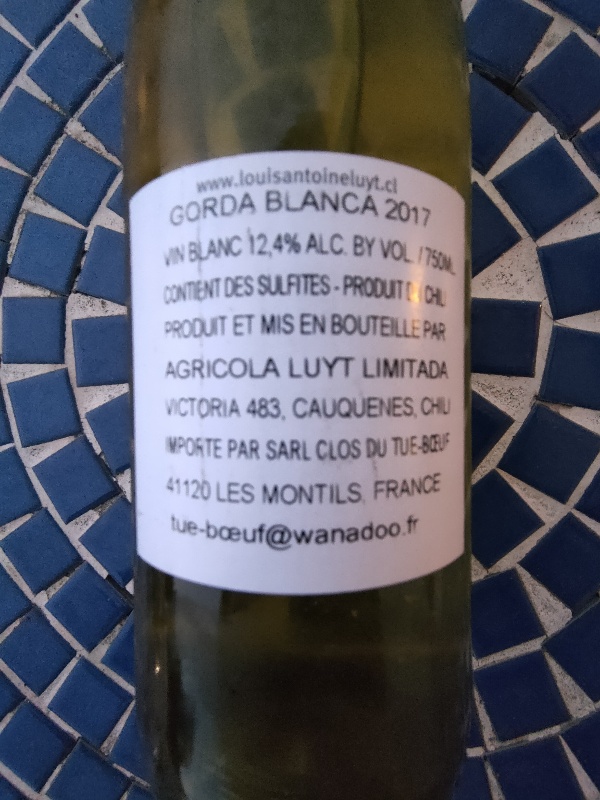 www.louisantoineluyt.cl
GORDA BLANCA 2017
VIN BLANC 12,4% ALC. BY VOL. / 750ML
CONTIENT DES SULFITES - PRODUIT DU CHILI
PRODUIT ET MIS EN BOUTEILLE PAR
AGRICOLA LUYT LIMITADA
VICTORIA 483, CAUQUENES, CHILI
IMPORTE PAR SARL CLOS DU TUE-BŒUF
41120 LES MONTILS, FRANCE
tue-bœuf@wanadoo.fr